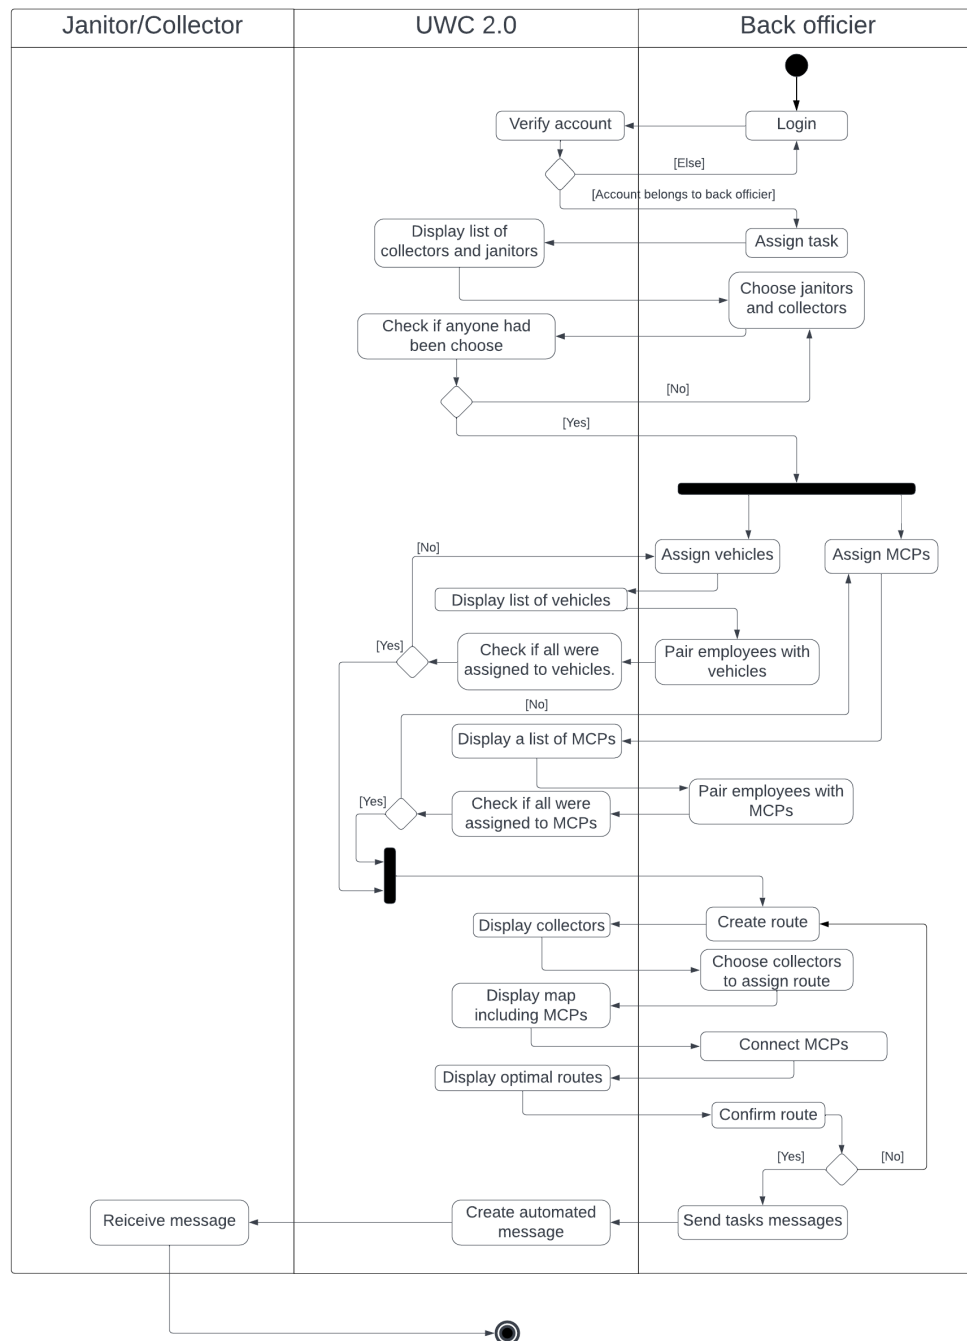 Janitor/Collector
UWC 2.0
Back officier
Verify account
Login
[Else]
[Account belongs to back officier]
Display list of
collectors and janitors
Assign task
Choose janitors
and collectors
Check if anyone had
been choose
[No]
[Yes]
[No]
Assign vehicles
Assign MCPs
Display list of vehicles
[Yes]
Check if all were
assigned to vehicles.
Pair employees with
vehicles
[No]
Display a list of MCPs
Pair employees with
MCPs
[Yes]
Check if all were
assigned to MCPs
Display collectors
Create route
Choose collectors
to assign route
Display map
including MCPs
Connect MCPs
Display optimal routes
Confirm route
[Yes]
[No]
Reiceive message
Create automated
message
Send tasks messages